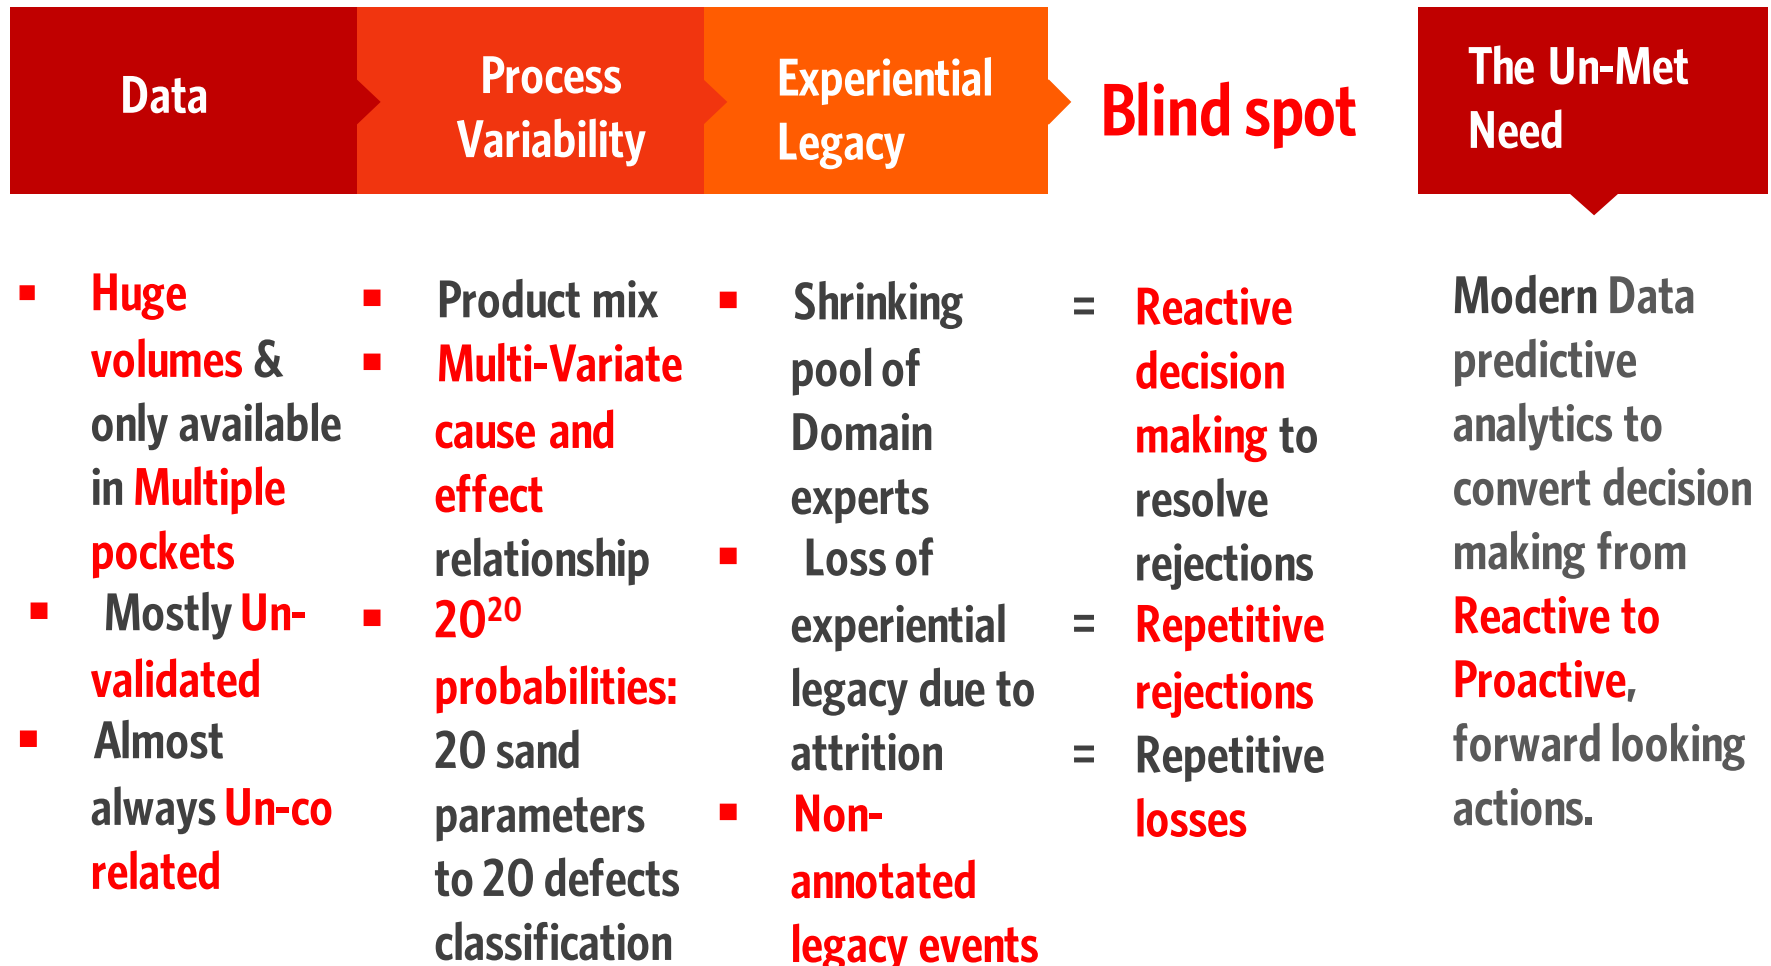 Data
Process
Variability
Experiential
Legacy
Blind spot
The Un-Met
Need
▪ Huge
volumes &
only available
in Multiple
pockets
▪ Mostly Un-
validated
▪ Almost
always Un-co
related
▪ Product mix
▪ Multi-Variate
cause and
effect
relationship
▪ 20²⁰
probabilities:
20 sand
parameters
to 20 defects
classification
▪ Shrinking
pool of
Domain
experts
▪ Loss of
experiential
legacy due to
attrition
▪ Non-
annotated
legacy events
= Reactive
decision
making to
resolve
rejections
= Repetitive
rejections
= Repetitive
losses
Modern Data
predictive
analytics to
convert decision
making from
Reactive to
Proactive,
forward looking
actions.